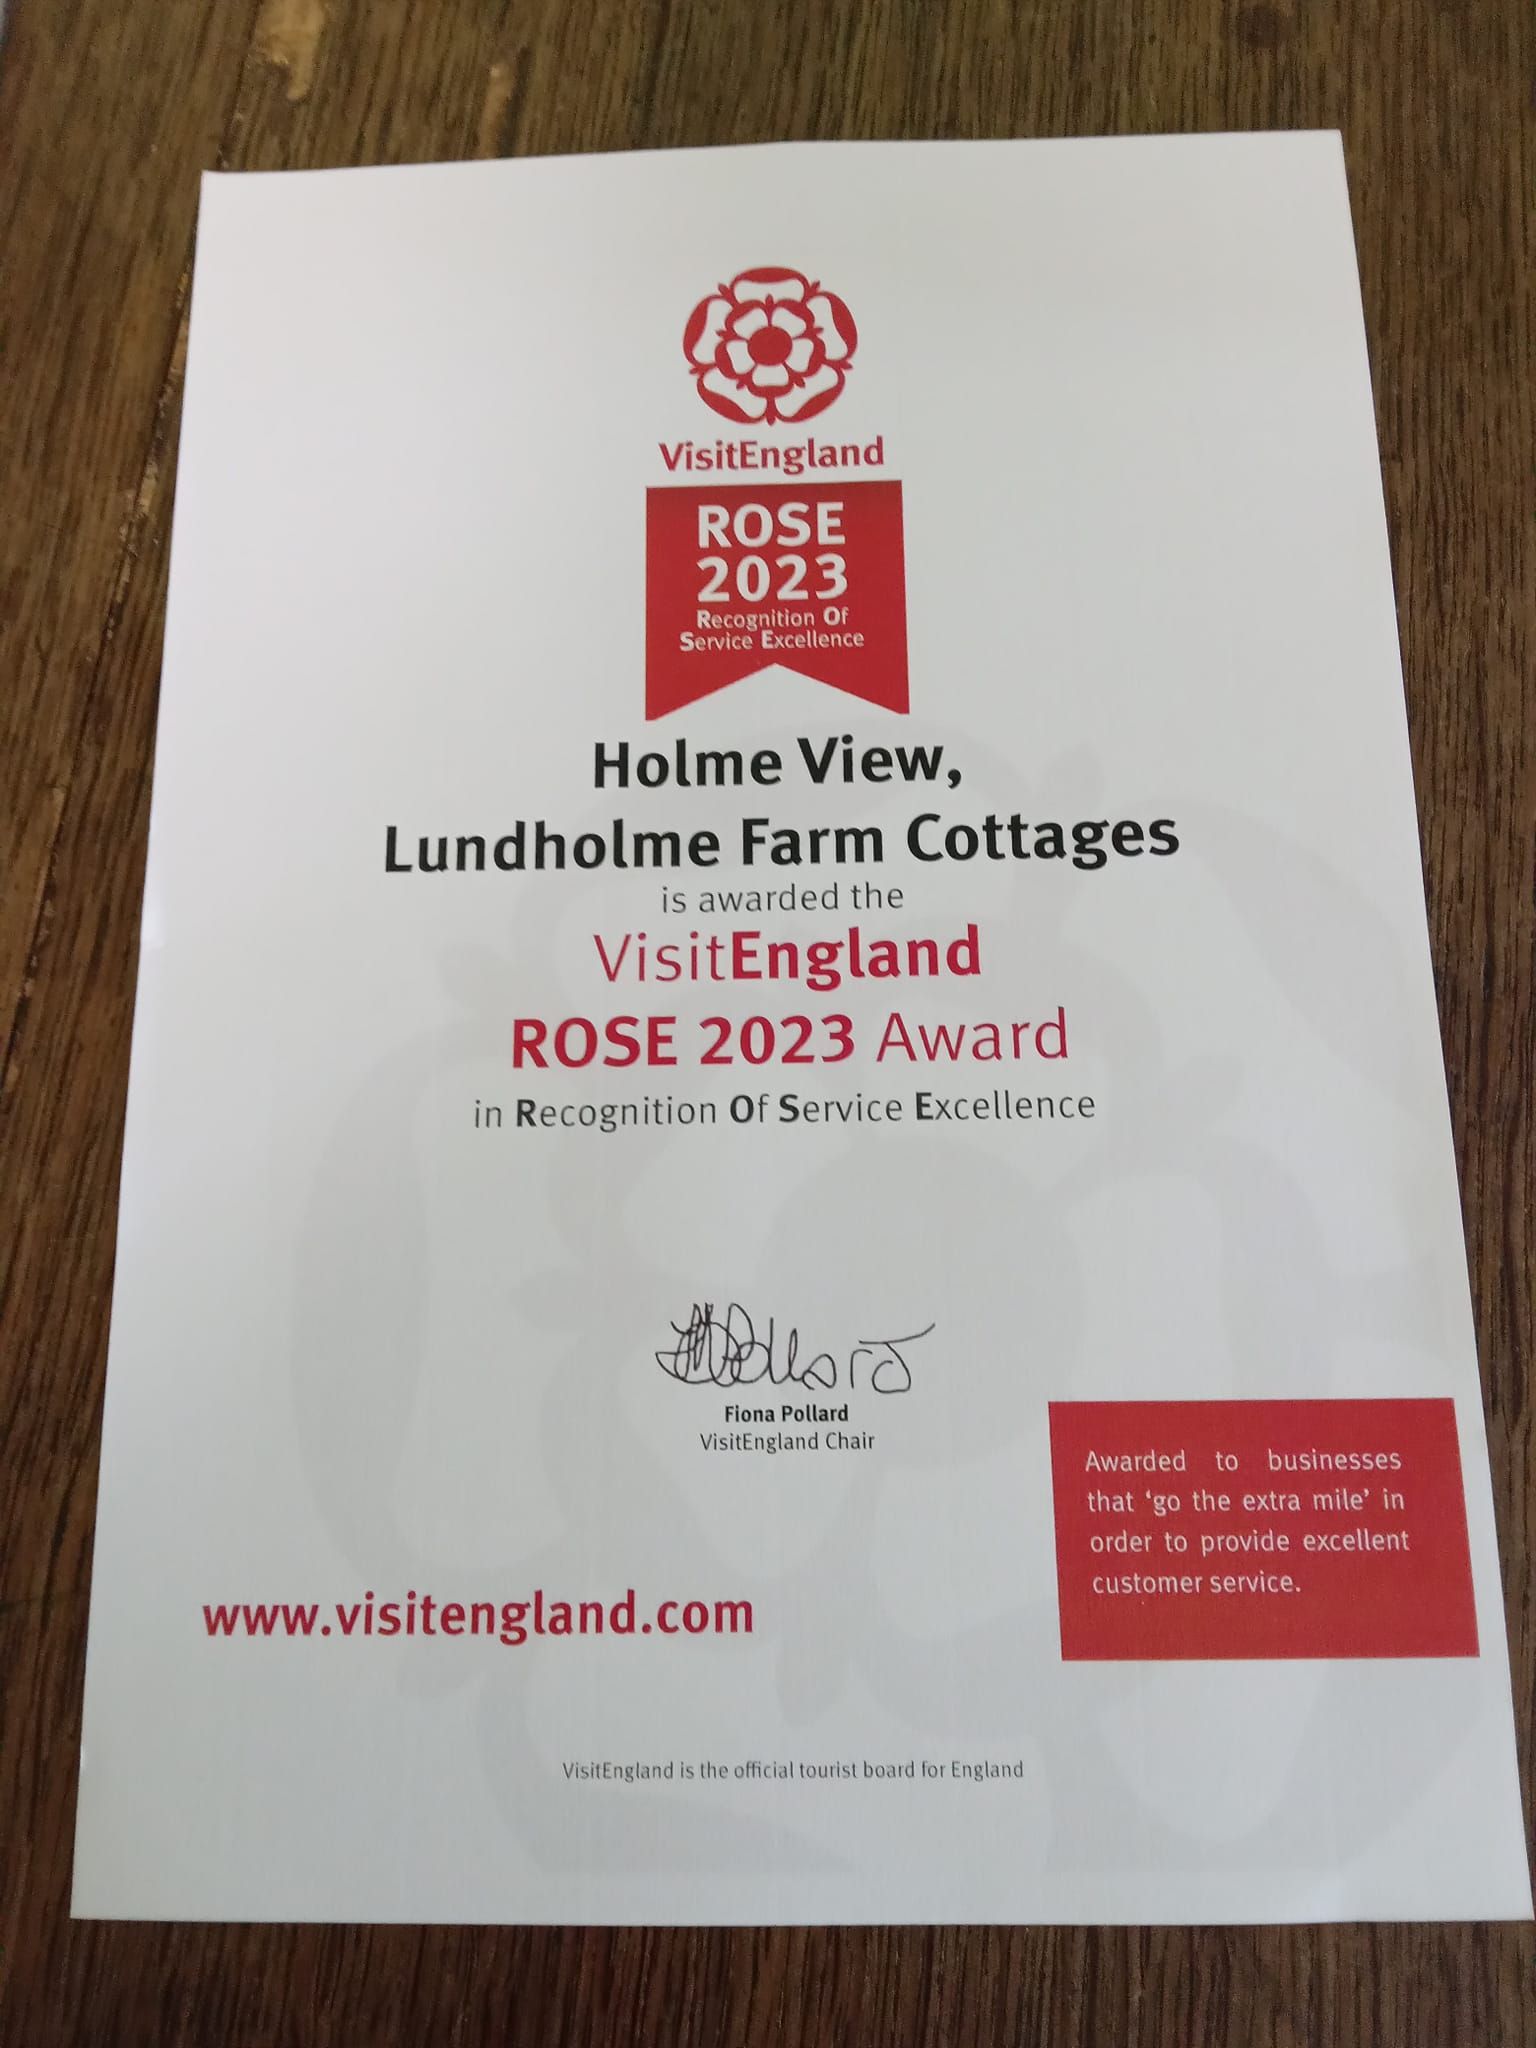 VisitEngland
ROSE
2023
Recognition Of
Service Excellence
Holme View,
Lundholme Farm Cottages
is awarded the
VisitEngland
ROSE 2023 Award
in Recognition Of Service Excellence
Pollard
Fiona Pollard
VisitEngland Chair
Awarded to businesses
that ‘go the extra mile’ in
order to provide excellent
customer service.
www.visitengland.com
VisitEngland is the official tourist board for England